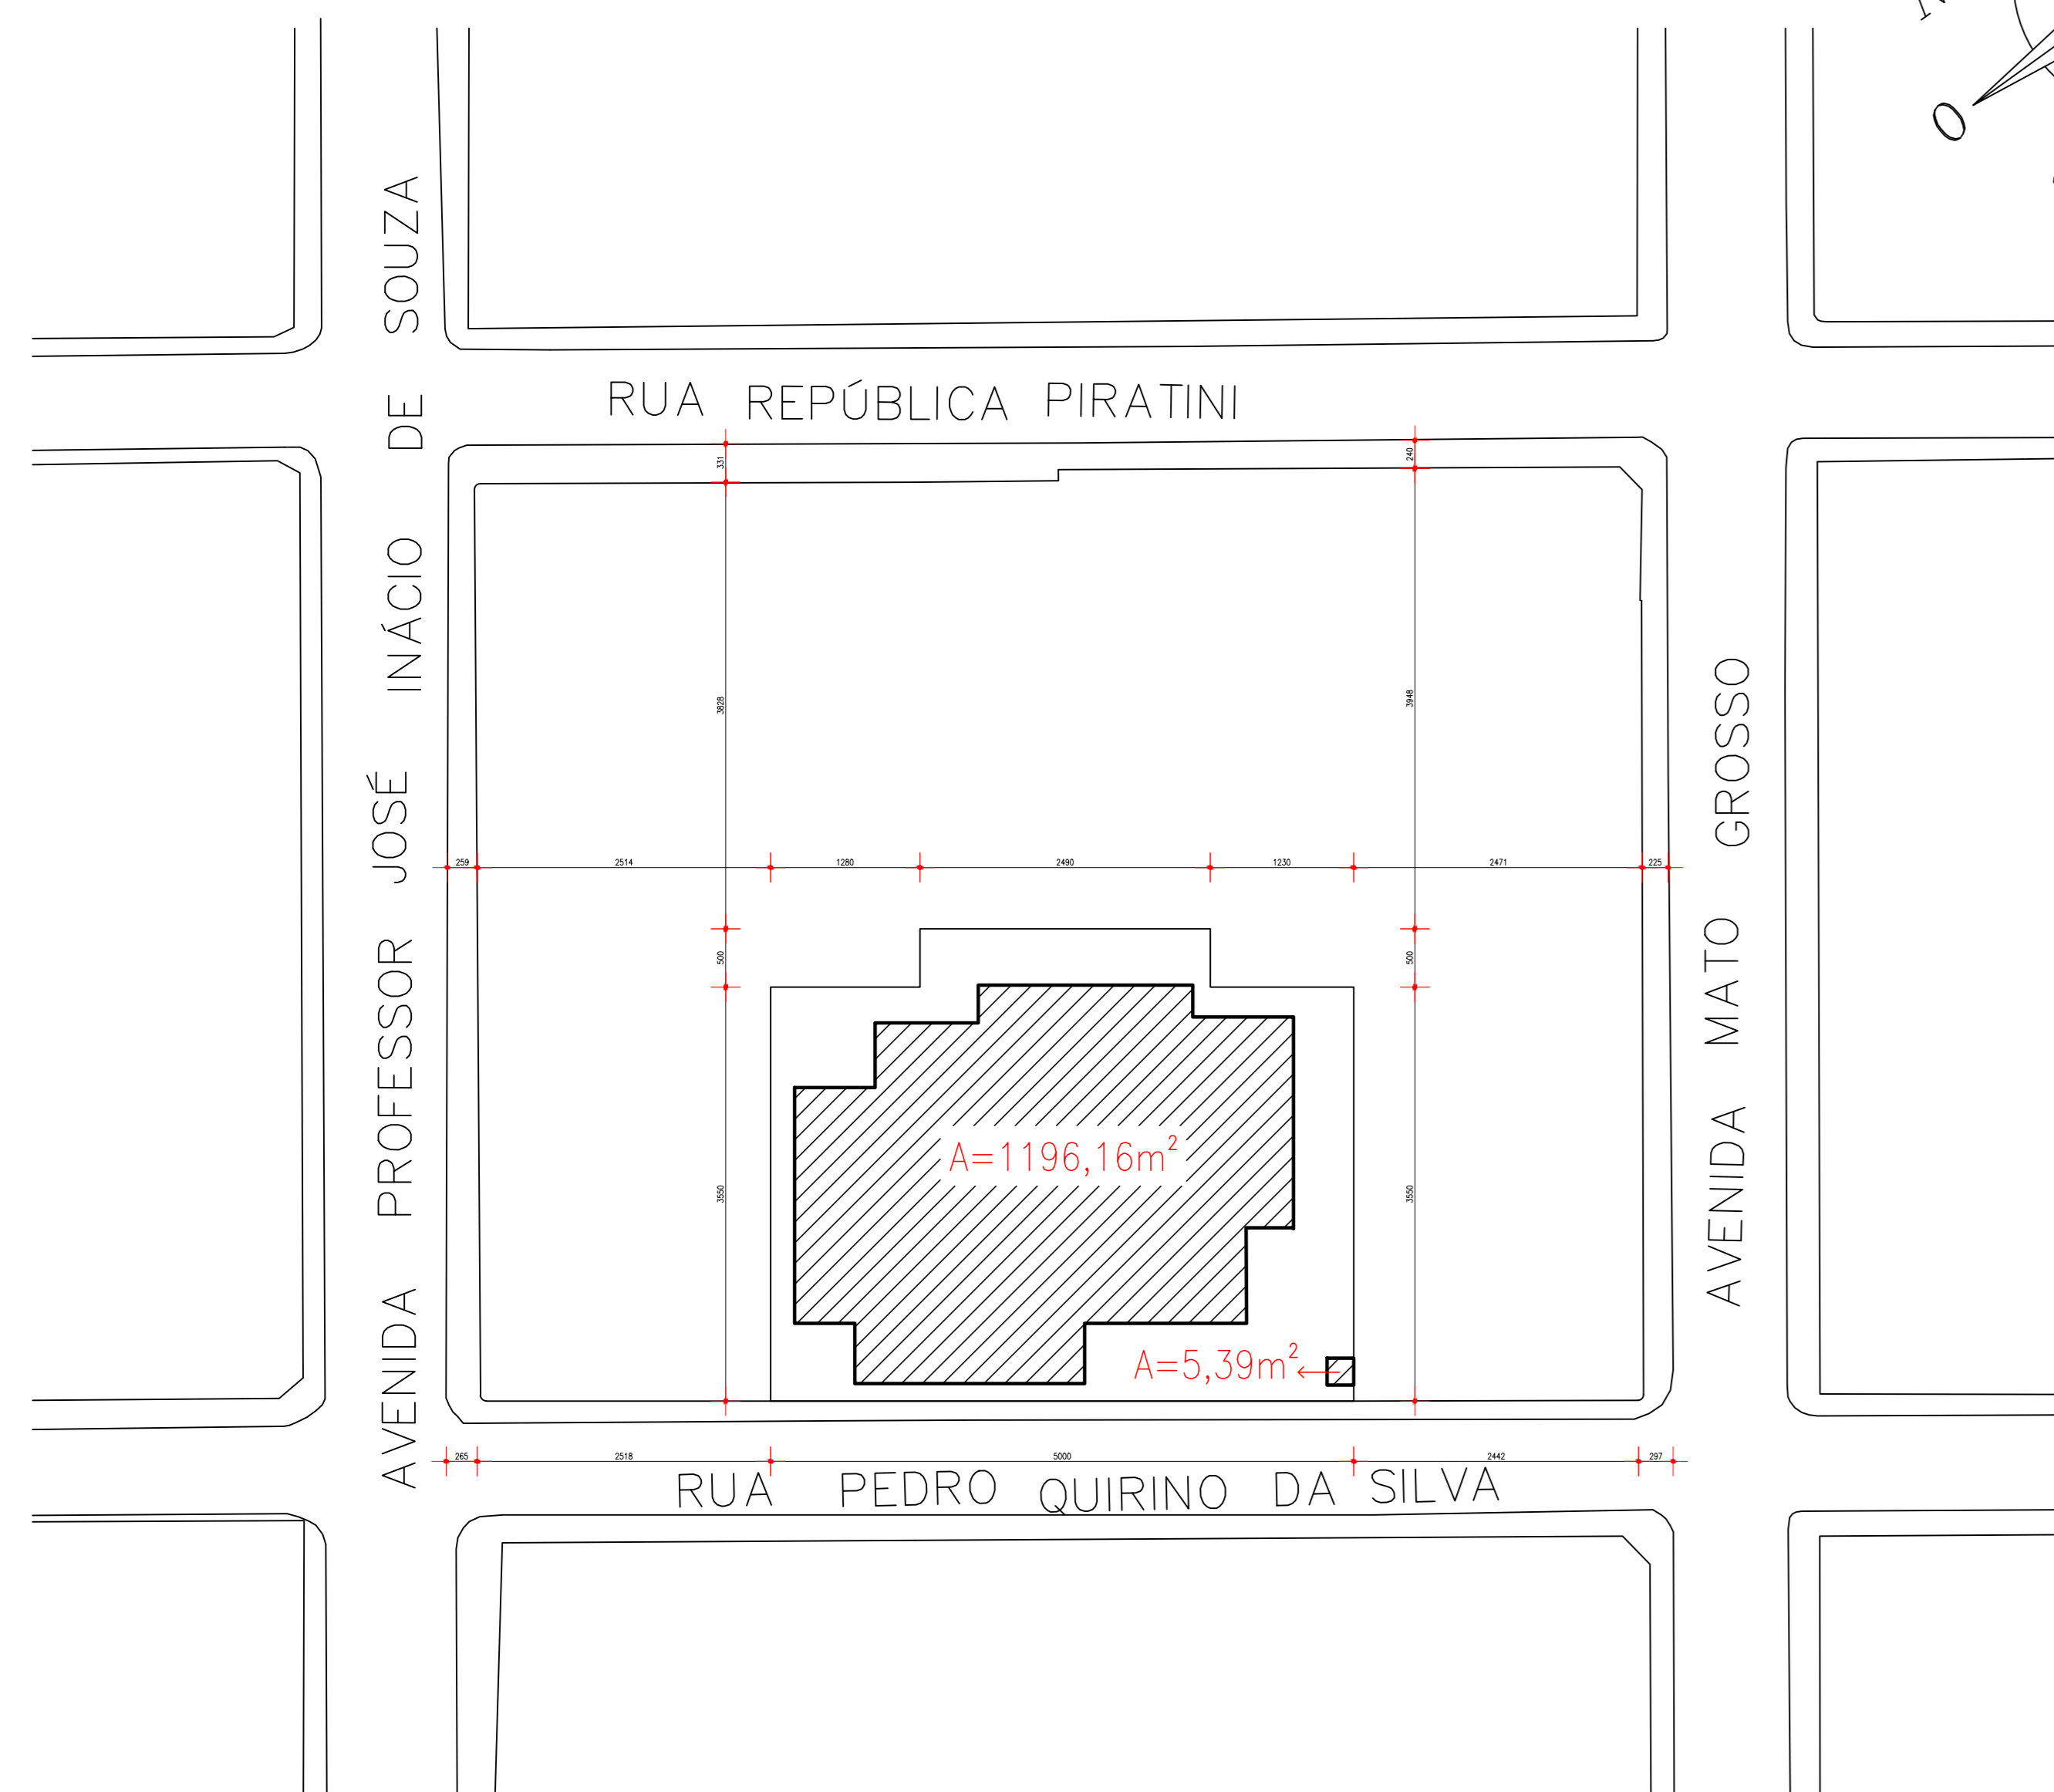 N
O
RUA REPÚBLICA PIRATINI
AVENIDA PROFESSOR JOSÉ INÁCIO DE SOUZA
AVENIDA MATO GROSSO
331
240
3828
3948
259 2514 1280 2490 1230 2471 225
500
500
3550
3550
A=1196,16m²
A=5,39m²
265 2518 5000 2442 297
RUA PEDRO QUIRINO DA SILVA